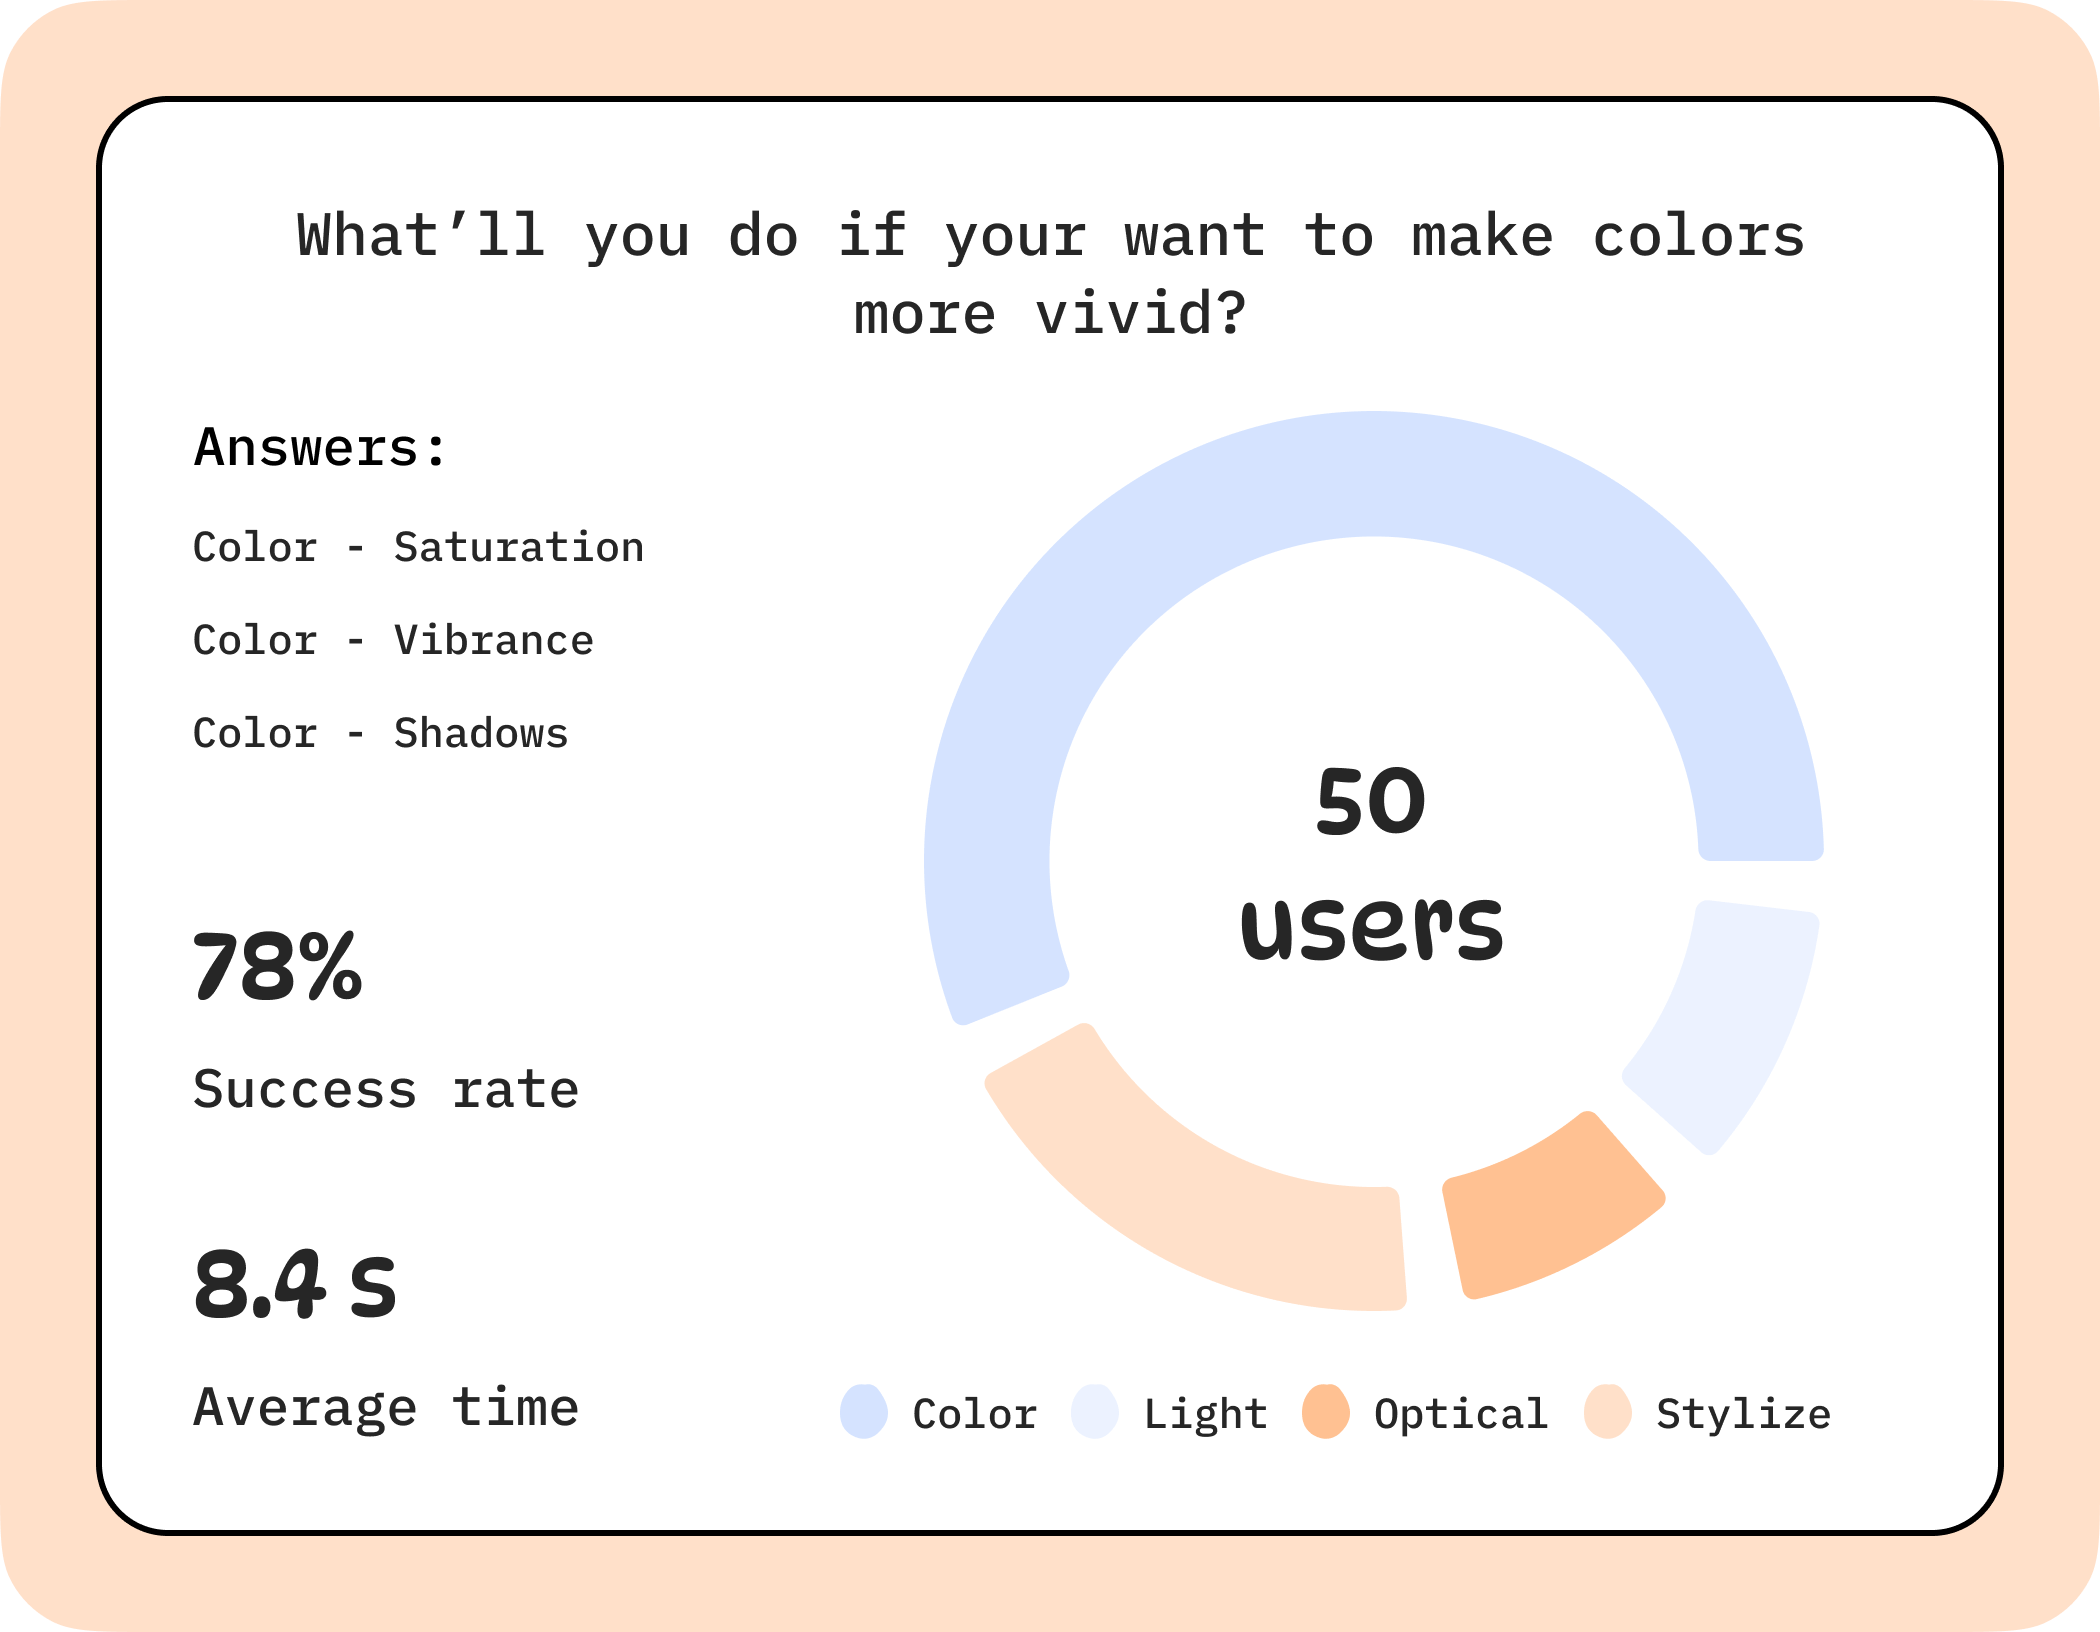 What’ll you do if your want to make colors
more vivid?
Answers:
Color - Saturation
Color - Vibrance
Color - Shadows
78%
Success rate
8.4 s
Average time
50
users
Color
Light
Optical
Stylize